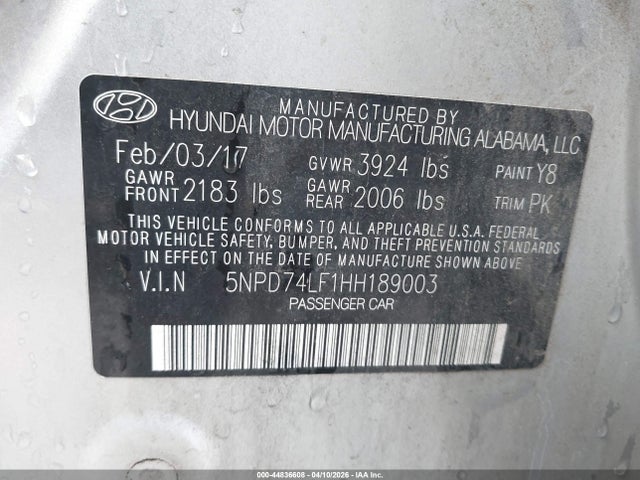 MANUFACTURED BY
HYUNDAI MOTOR MANUFACTURING ALABAMA, LLC
Feb/03/17 GVWR 3924 lbs PAINT Y8
GAWR FRONT 2183 lbs GAWR REAR 2006 lbs TRIM PK
THIS VEHICLE CONFORMS TO ALL APPLICABLE U.S.A. FEDERAL
MOTOR VEHICLE SAFETY, BUMPER, AND THEFT PREVENTION STANDARDS
IN EFFECT ON THE DATE OF MANUFACTURE SHOWN ABOVE.
V.I.N 5NPD74LF1HH189003
PASSENGER CAR
000-44836608 - 04/10/2026 - IAAI.COM